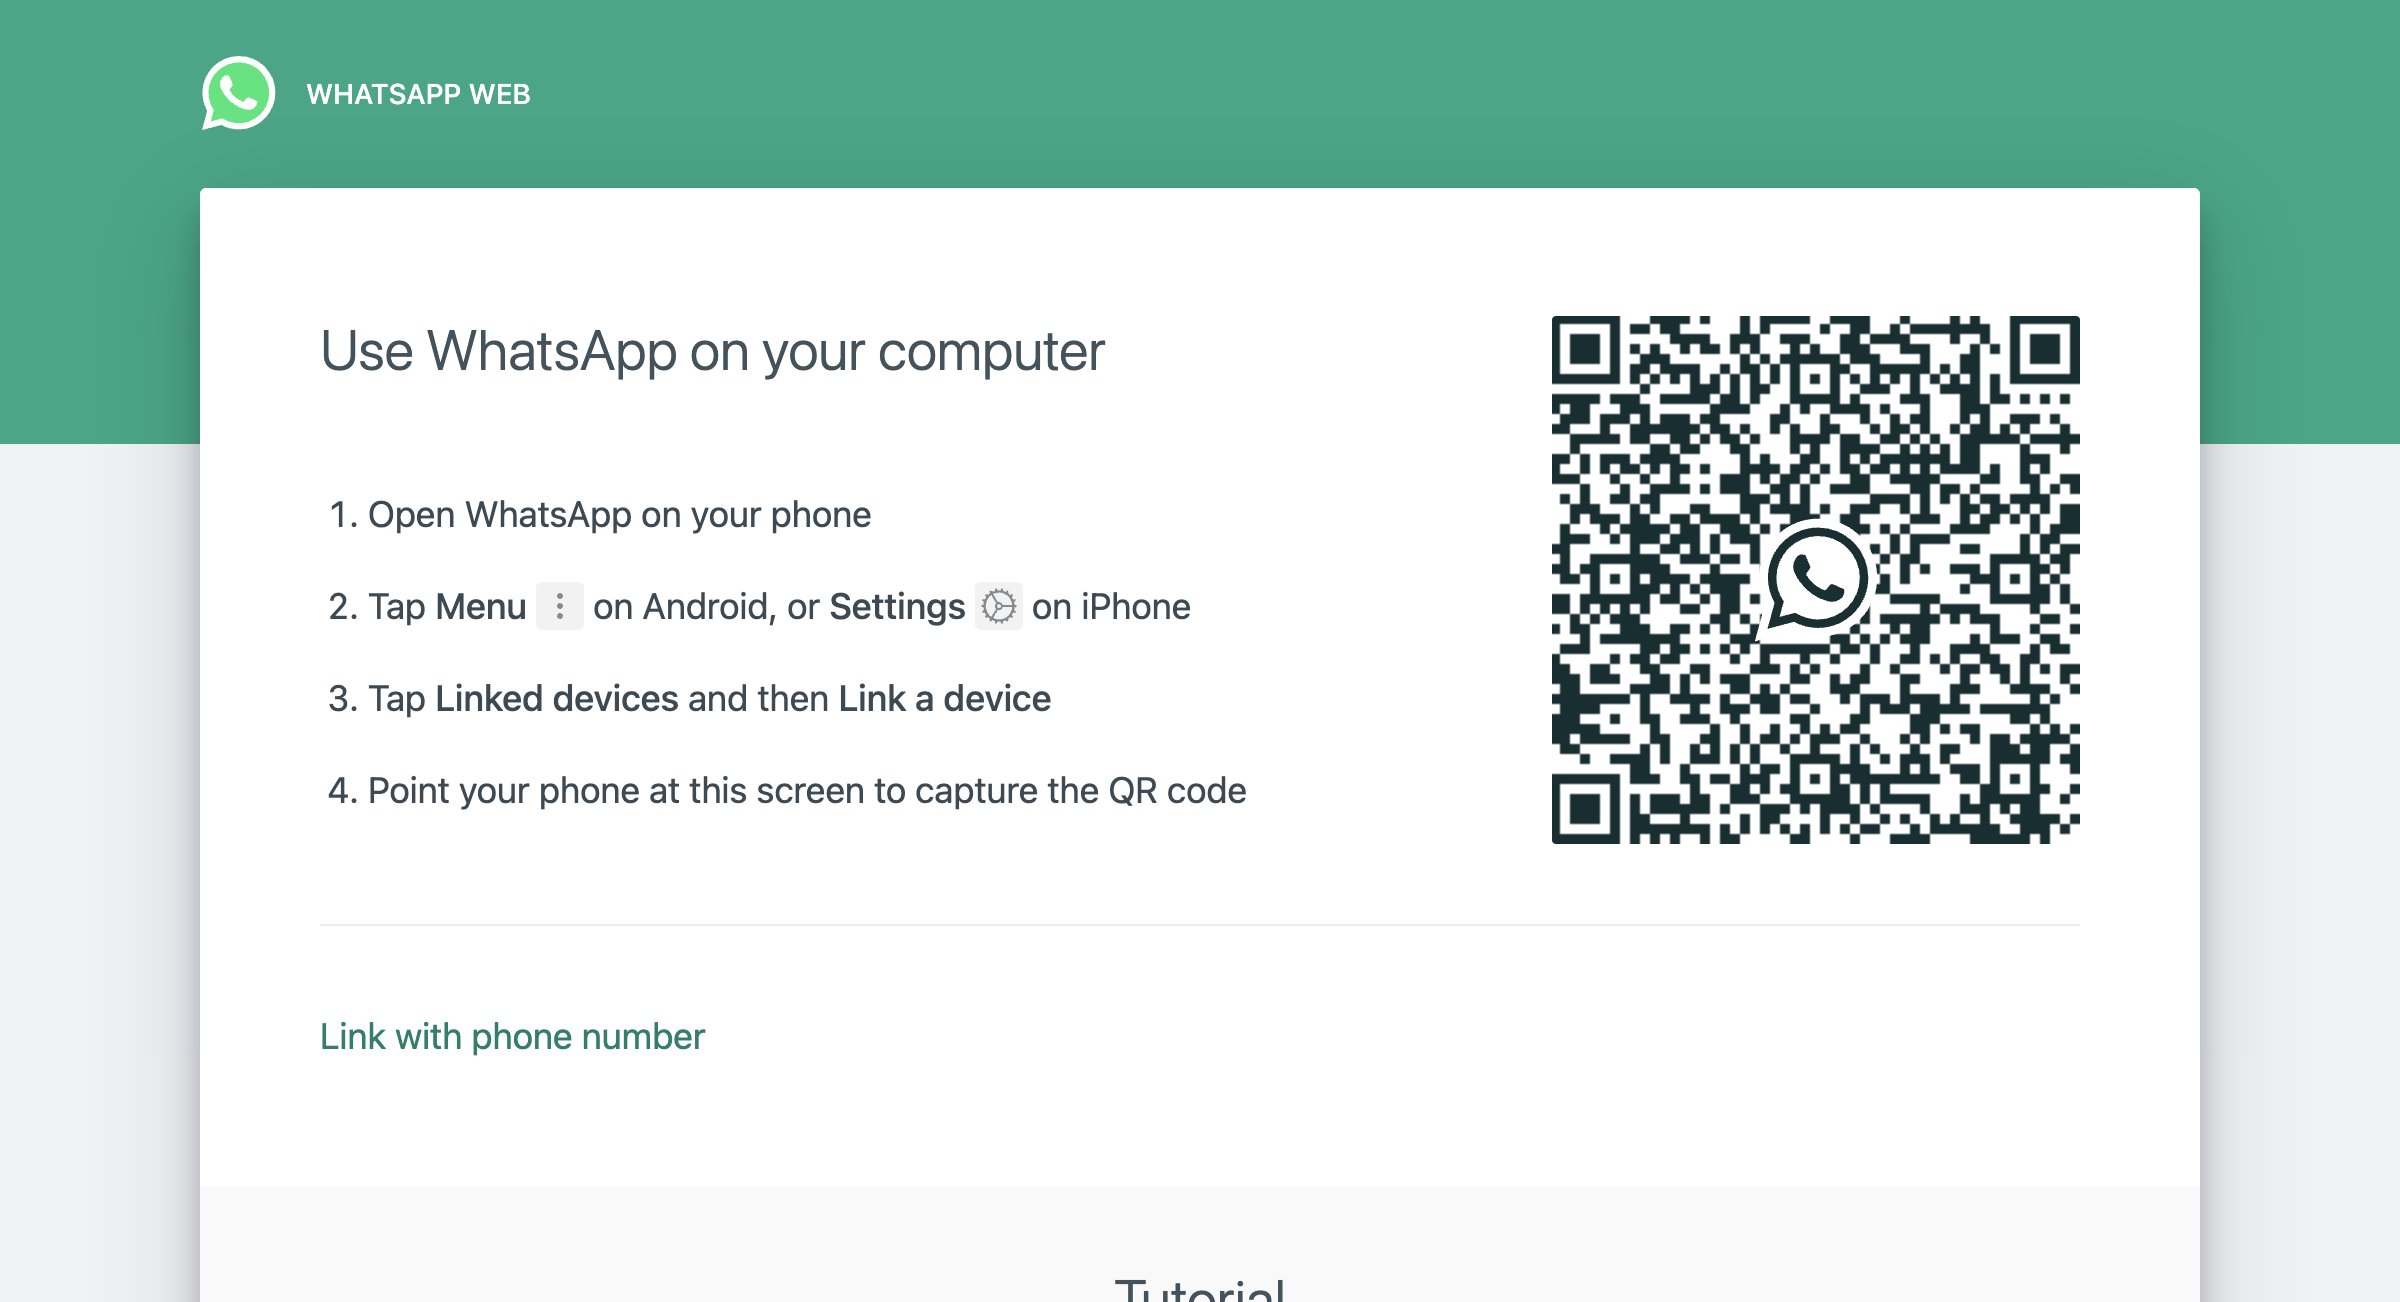 WHATSAPP WEB
Use WhatsApp on your computer
1. Open WhatsApp on your phone
2. Tap Menu on Android, or Settings on iPhone
3. Tap Linked devices and then Link a device
4. Point your phone at this screen to capture the QR code
Link with phone number
Tutorial